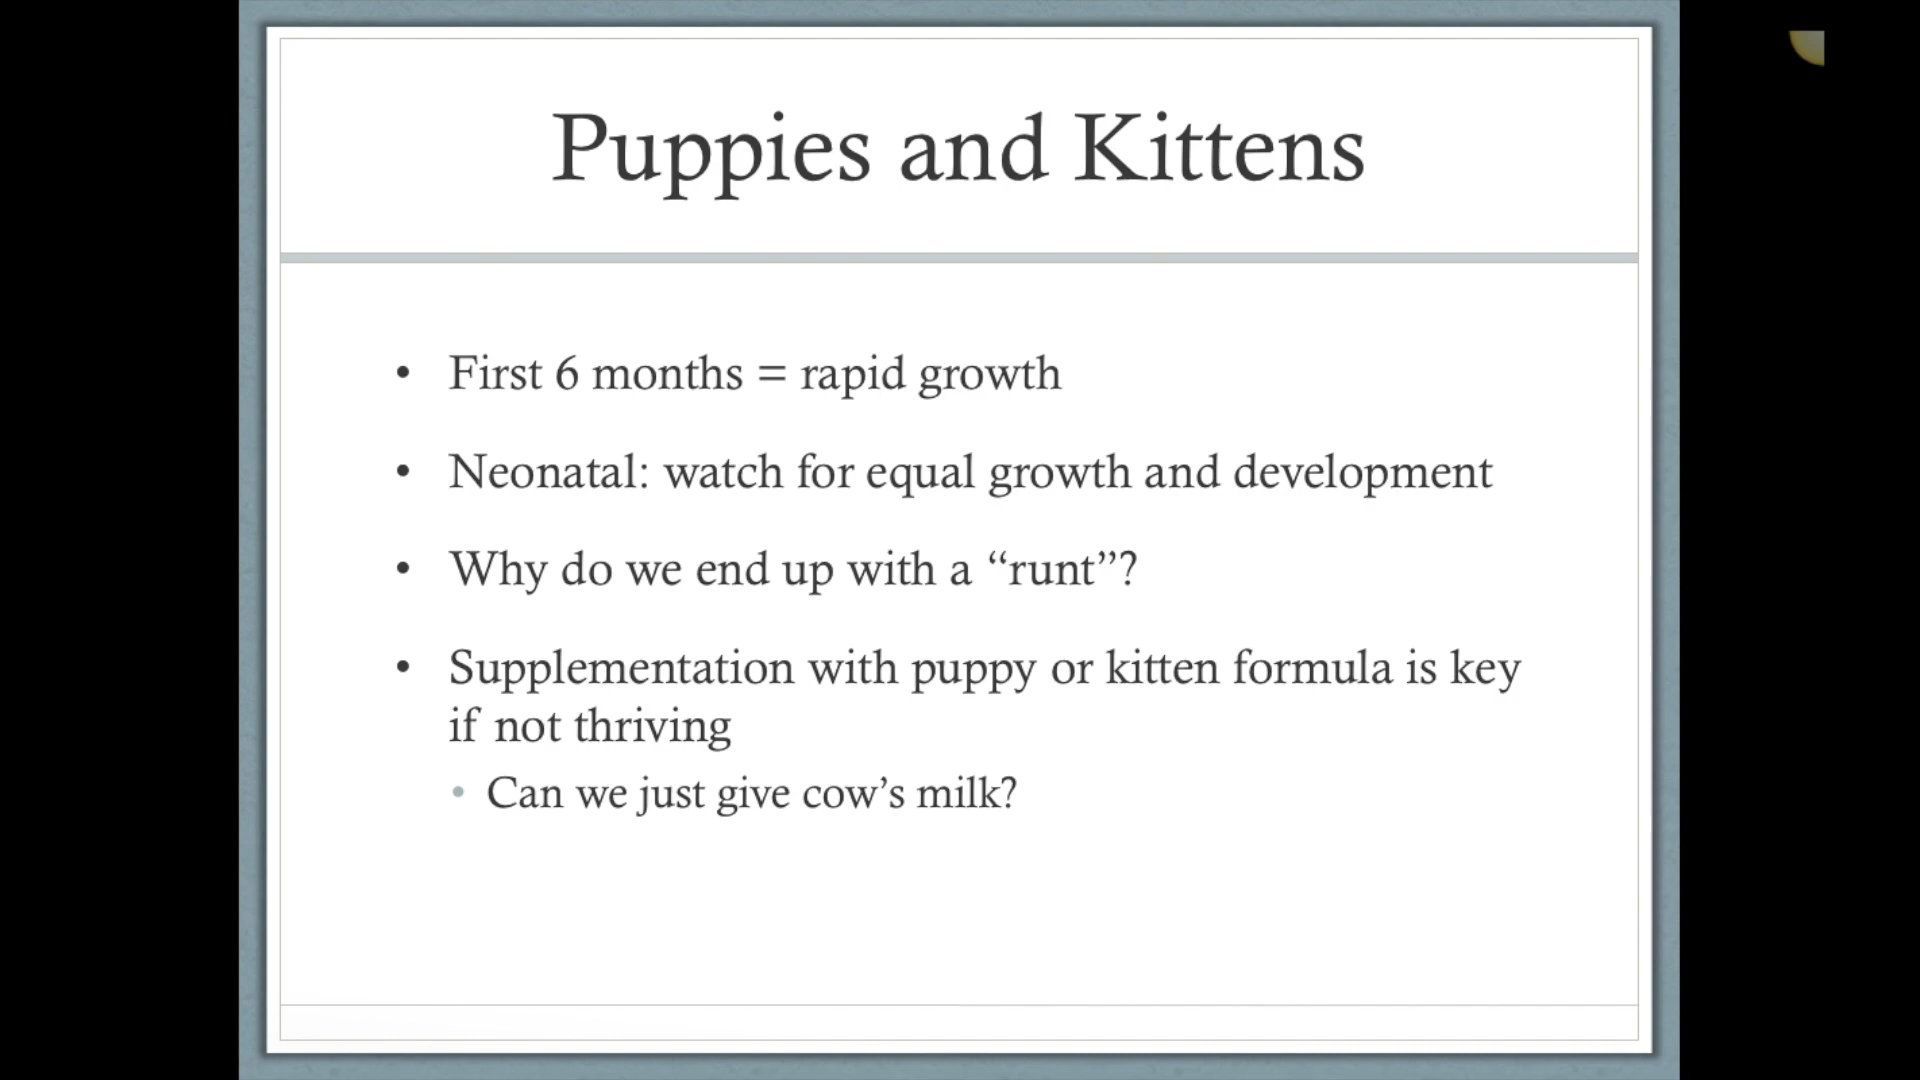 Puppies and Kittens
• First 6 months = rapid growth
• Neonatal: watch for equal growth and development
• Why do we end up with a “runt”?
• Supplementation with puppy or kitten formula is key
if not thriving
• Can we just give cow’s milk?